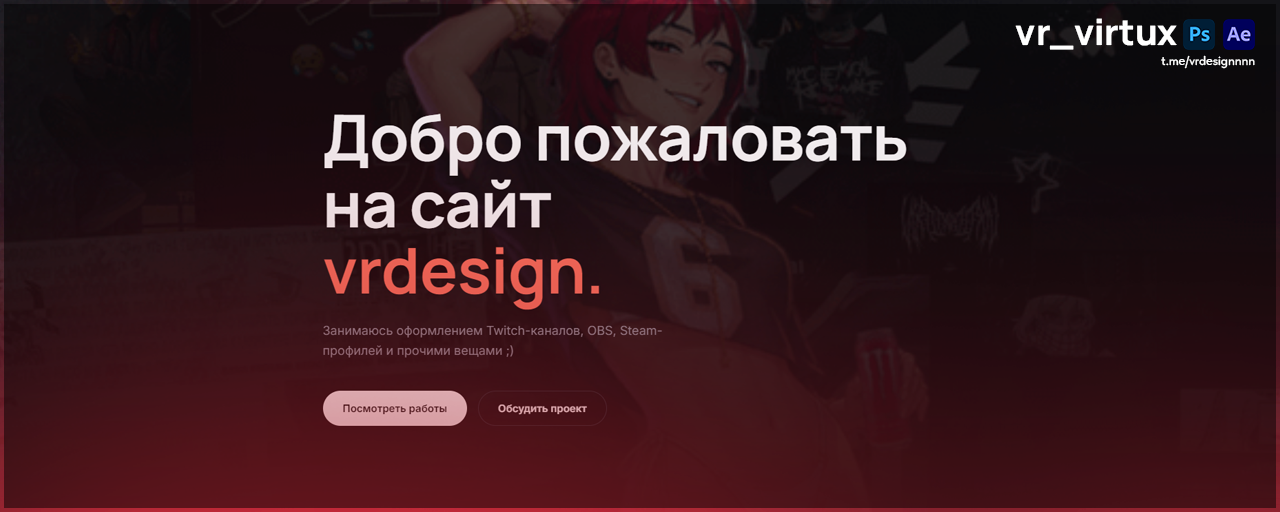 vr_virtux Ps Ae
t.me/vrdesignnn
Добро пожаловать
на сайт
vrdesign.
Занимаюсь оформлением Twitch-каналов, OBS, Steam-
профилей и прочими вещами ;)
Посмотреть работы
Обсудить проект